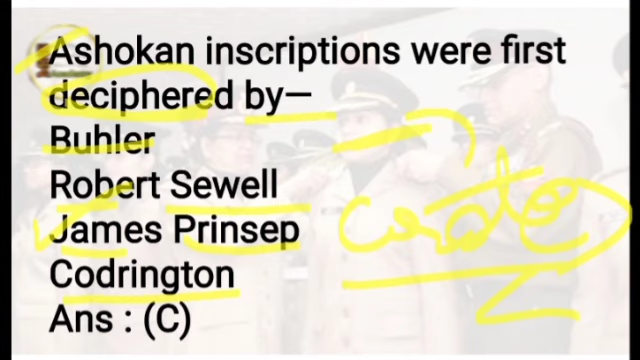 Ashokan inscriptions were first
deciphered by—
Buhler
Robert Sewell
James Prinsep
Codrington
Ans : (C)